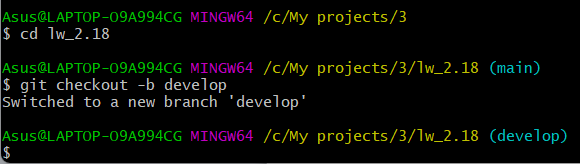 Asus@LAPTOP-O9A994CG MINGW64 /c/My projects/3
$ cd lw_2.18
Asus@LAPTOP-O9A994CG MINGW64 /c/My projects/3/lw_2.18 (main)
$ git checkout -b develop
Switched to a new branch 'develop'
Asus@LAPTOP-O9A994CG MINGW64 /c/My projects/3/lw_2.18 (develop)
$